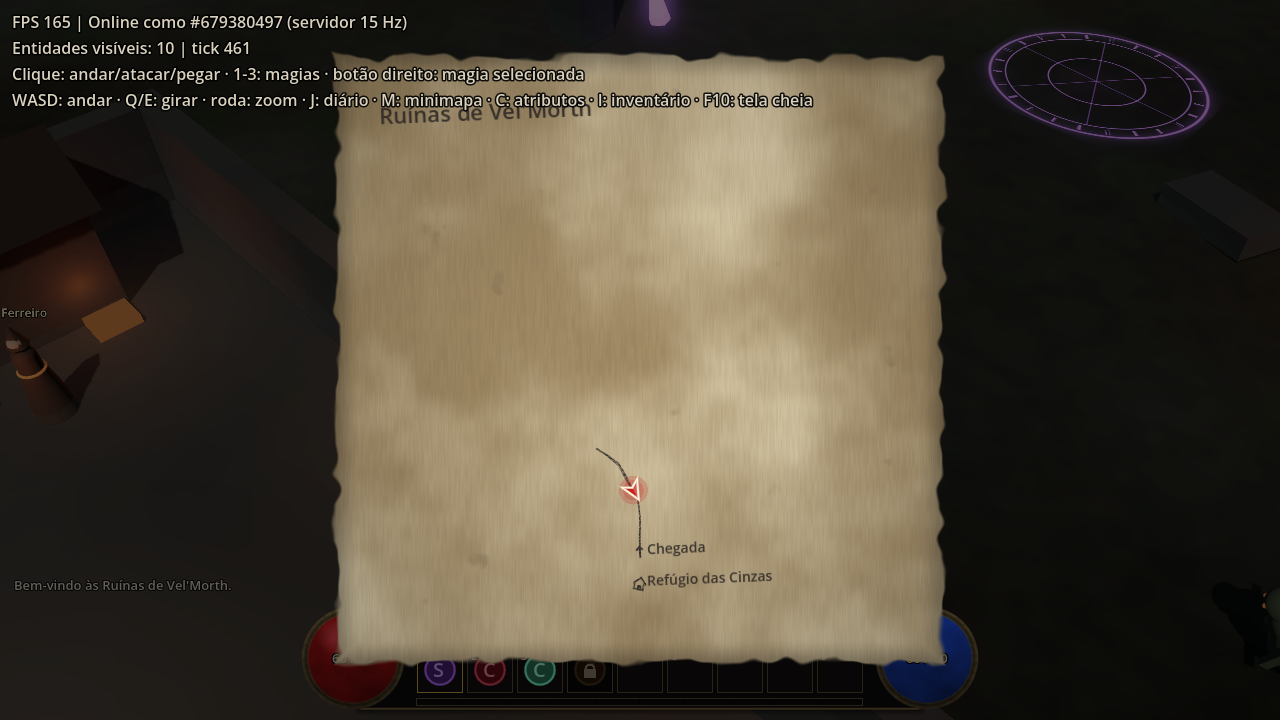 FPS 165 | Online como #679380497 (servidor 15 Hz)
Entidades visíveis: 10 | tick 461
Clique: andar/atacar/pegar · 1-3: magias · botão direito: magia selecionada
WASD: andar · Q/E: girar · roda: zoom · J: diário · M: minimapa · C: atributos · I: inventário · F10: tela cheia
Ruínas de Vel'Morth
Ferreiro
Chegada
Refúgio das Cinzas
Bem-vindo às Ruínas de Vel'Morth.
S C C